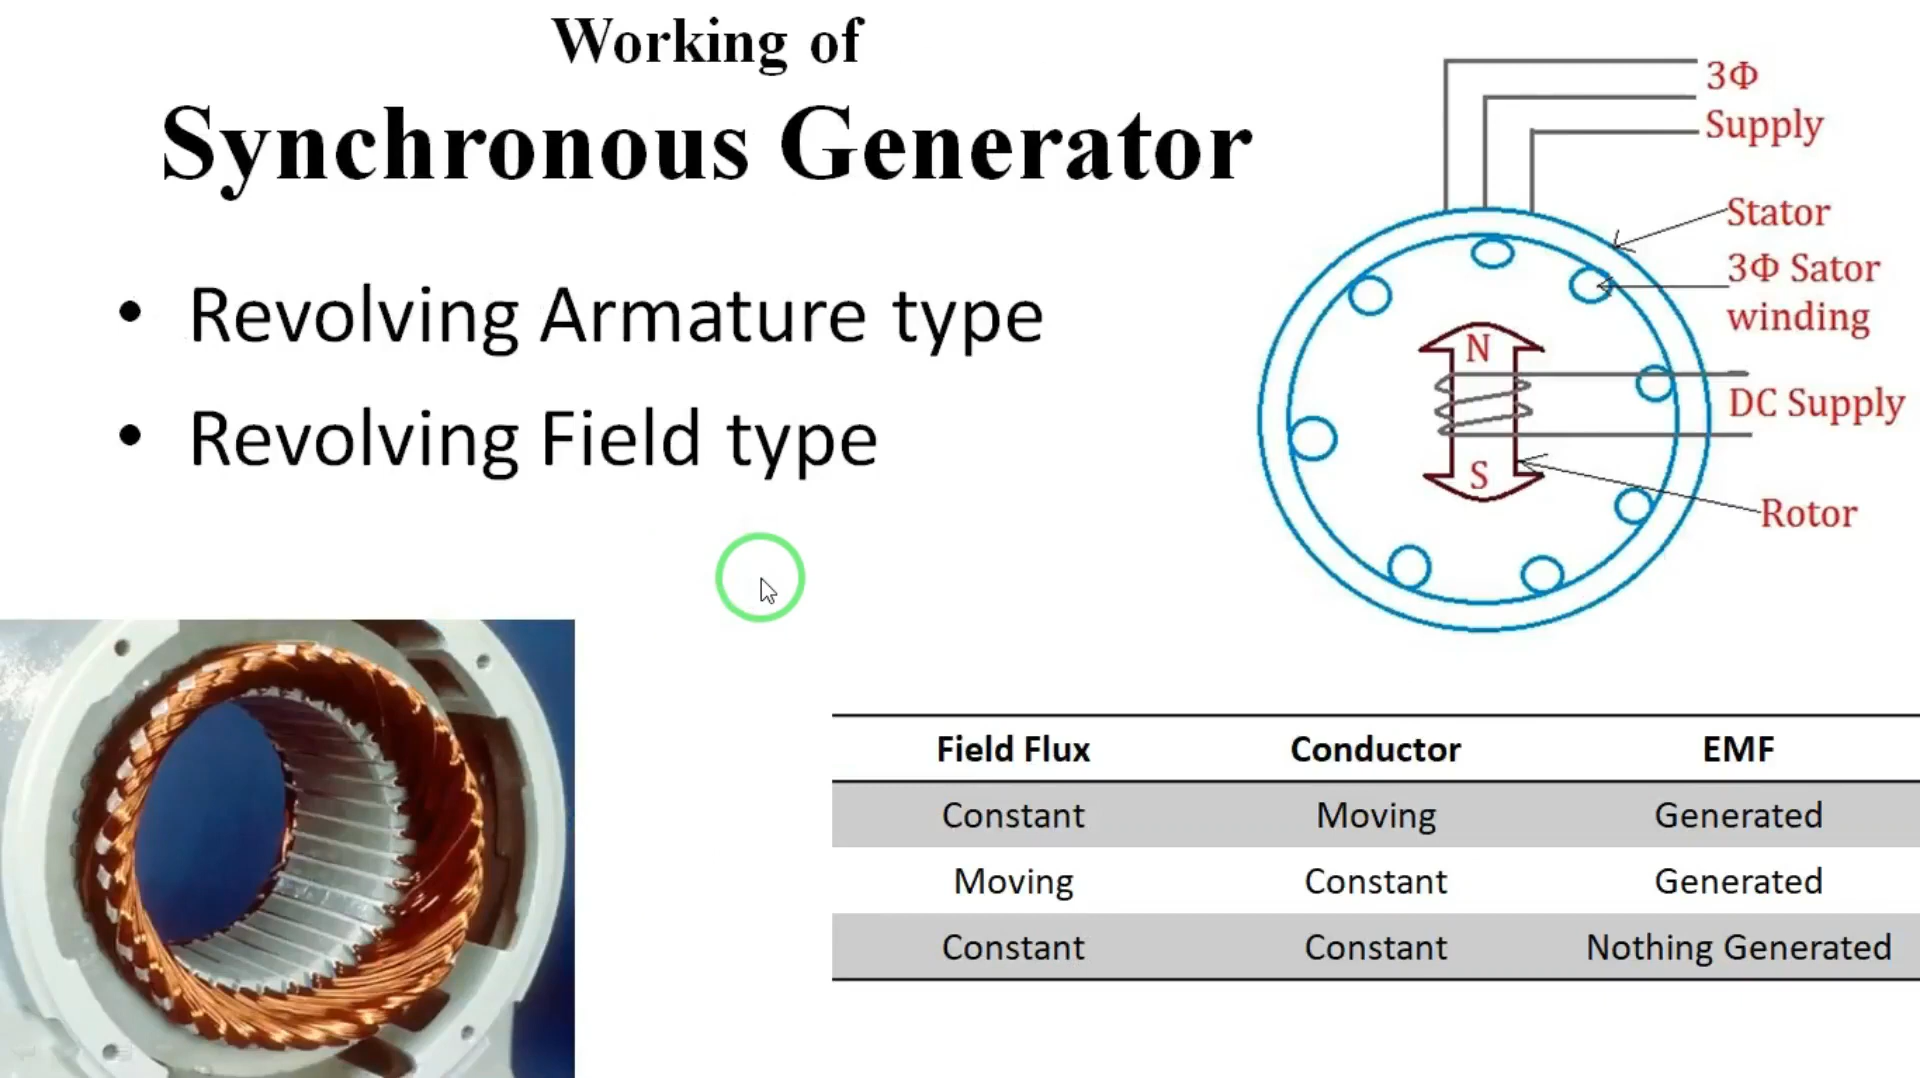 Working of
Synchronous Generator
• Revolving Armature type
• Revolving Field type
3Φ
Supply
Stator
3Φ Sator
winding
N
DC Supply
S
Rotor
Field Flux Conductor EMF
Constant Moving Generated
Moving Constant Generated
Constant Constant Nothing Generated